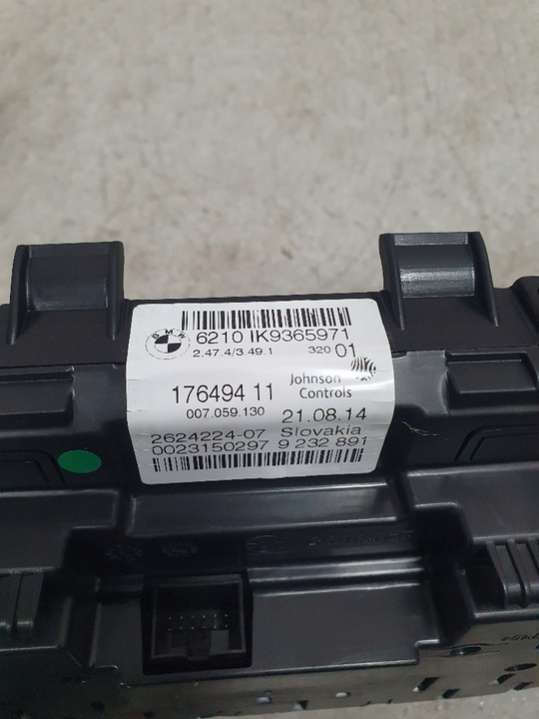 BMW
6210 IK9365971
2.47.4/3.49.1 320 01
176494 11 Johnson Controls
007.059.130 21.08.14
2624224-07 Slovakia
0023150297 9 232 891